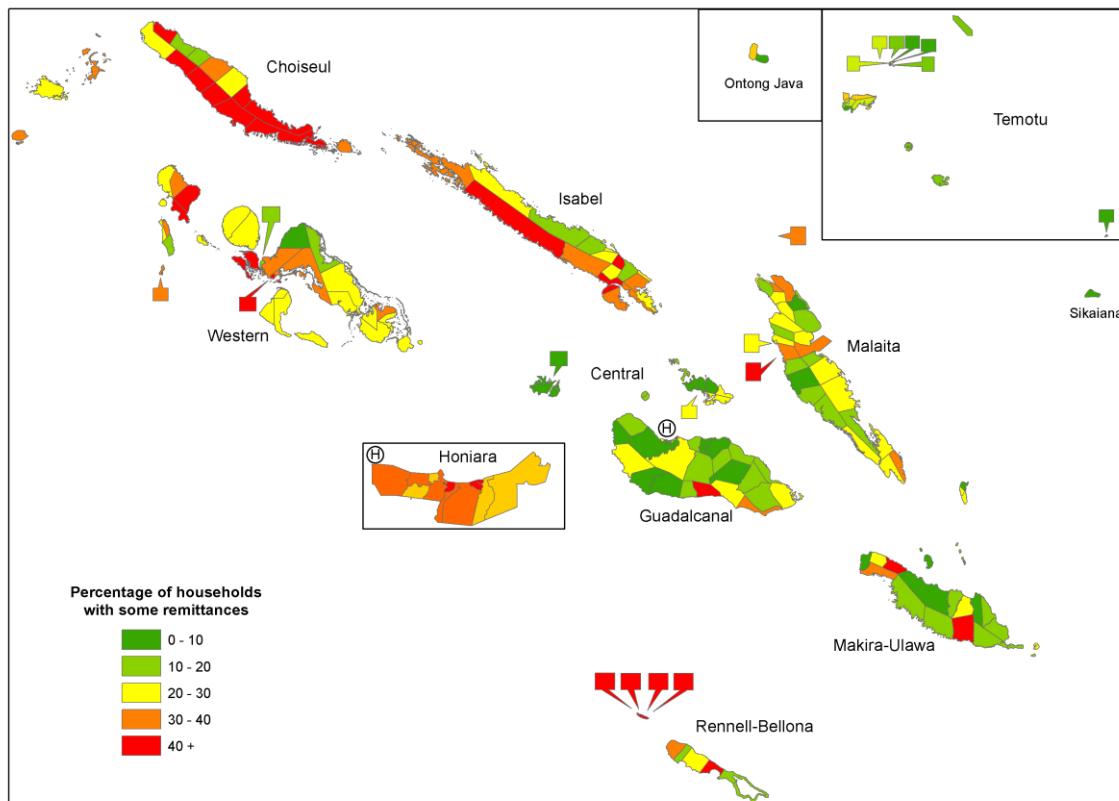 Choiseul
Ontong Java
Temotu
Isabel
Western
Malaita
Sikaiana
Central
H
H
Honiara
Guadalcanal
Percentage of households
with some remittances
0 - 10
10 - 20
20 - 30
30 - 40
40 +
Makira-Ulawa
Rennell-Bellona